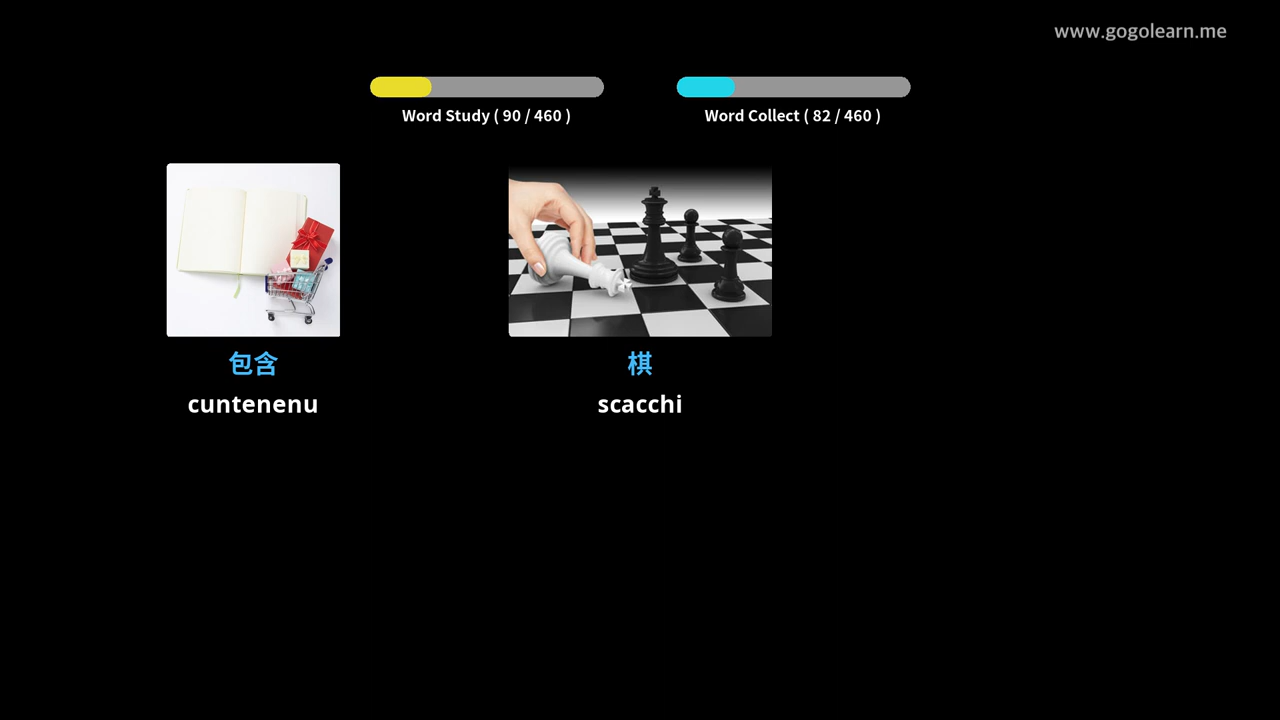 www.gogolearn.me
Word Study ( 90 / 460 )
Word Collect ( 82 / 460 )
包含
cuntenenu
棋
scacchi